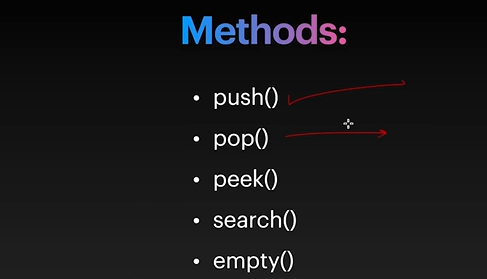 Methods:
• push()
• pop()
• peek()
• search()
• empty()